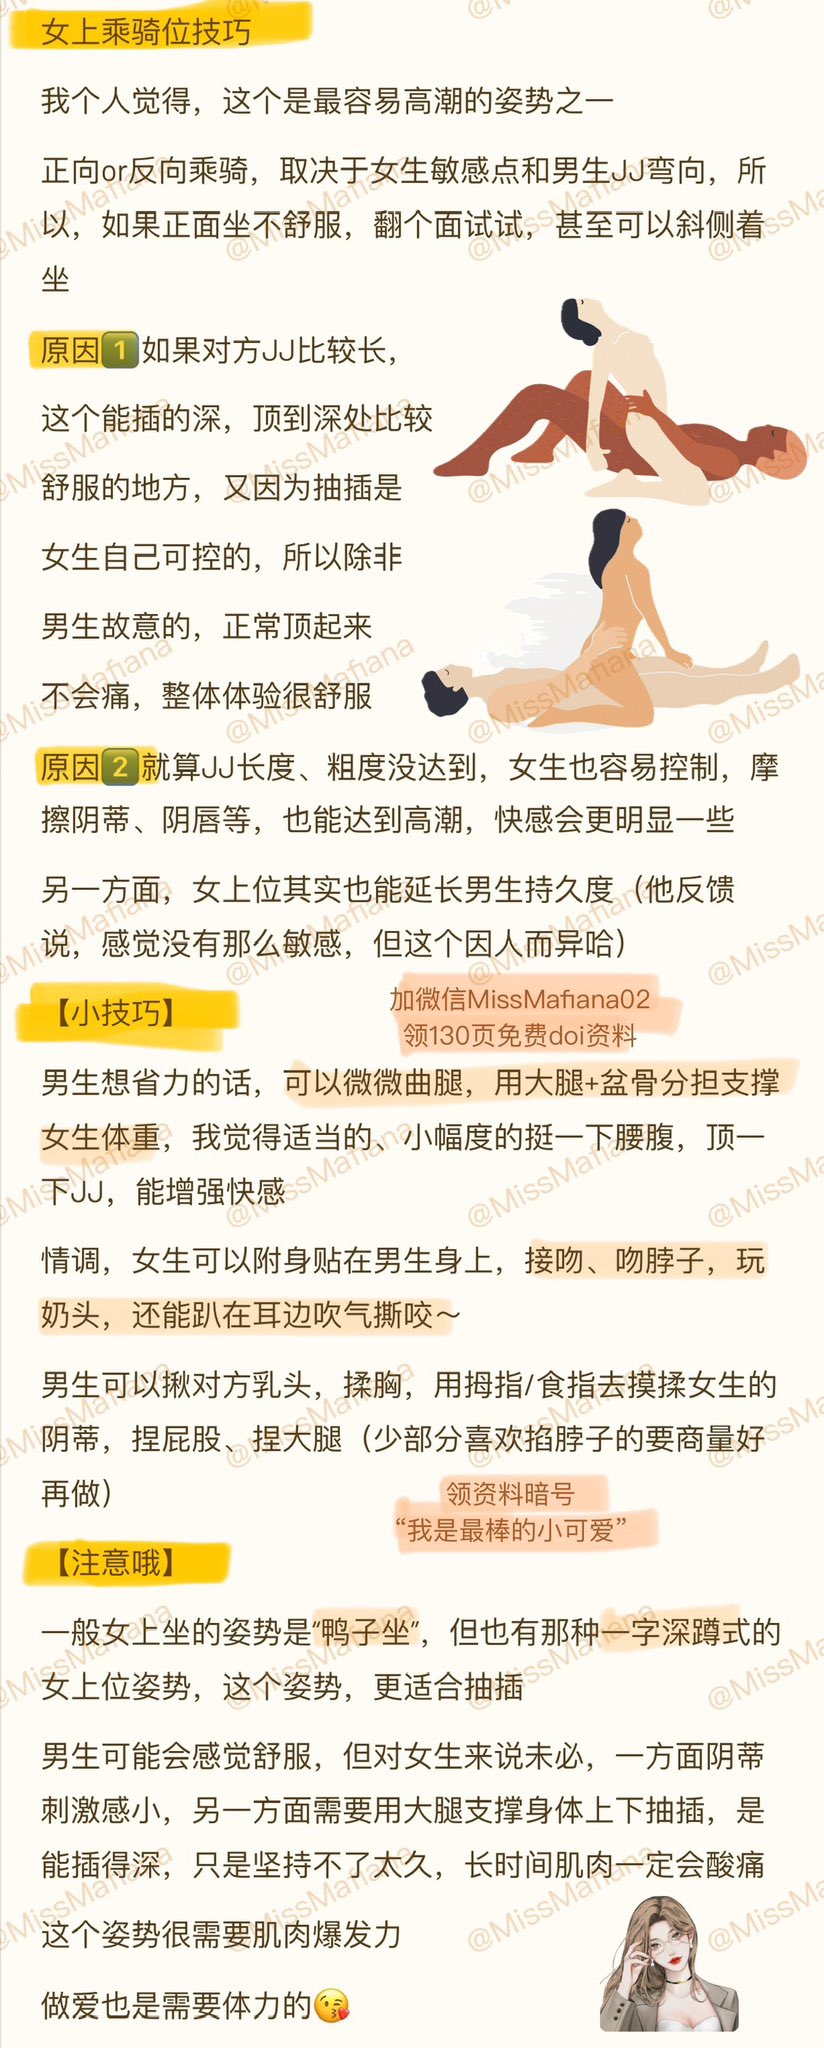 女上乘骑位技巧
我个人觉得，这个是最容易高潮的姿势之一
正向or反向乘骑，取决于女生敏感点和男生JJ弯向，所
以，如果正面坐不舒服，翻个面试试，甚至可以斜侧着
坐
原因1️⃣如果对方JJ比较长，
这个能插的深，顶到深处比较
舒服的地方，又因为抽插是
女生自己可控的，所以除非
男生故意的，正常顶起来
不会痛，整体体验很舒服
原因2️⃣就算JJ长度、粗度没达到，女生也容易控制，摩
擦阴蒂、阴唇等，也能达到高潮，快感会更明显一些
另一方面，女上位其实也能延长男生持久度（他反馈
说，感觉没有那么敏感，但这个因人而异哈）
【小技巧】
加微信MissMafiana02
领130页免费doi资料
男生想省力的话，可以微微曲腿，用大腿+盆骨分担支撑
女生体重，我觉得适当的、小幅度的挺一下腰腹，顶一
下JJ，能增强快感
情调，女生可以附身贴在男生身上，接吻、吻脖子，玩
奶头，还能趴在耳边吹气撕咬～
男生可以揪对方乳头，揉胸，用拇指/食指去摸揉女生的
阴蒂，捏屁股、捏大腿（少部分喜欢掐脖子的要商量好
再做）
领资料暗号
“我是最棒的小可爱”
【注意哦】
一般女上坐的姿势是“鸭子坐”，但也有那种一字深蹲式的
女上位姿势，这个姿势，更适合抽插
男生可能会感觉舒服，但对女生来说未必，一方面阴蒂
刺激感小，另一方面需要用大腿支撑身体上下抽插，是
能插得深，只是坚持不了太久，长时间肌肉一定会酸痛
这个姿势很需要肌肉爆发力
做爱也是需要体力的😘
@MissMafiana